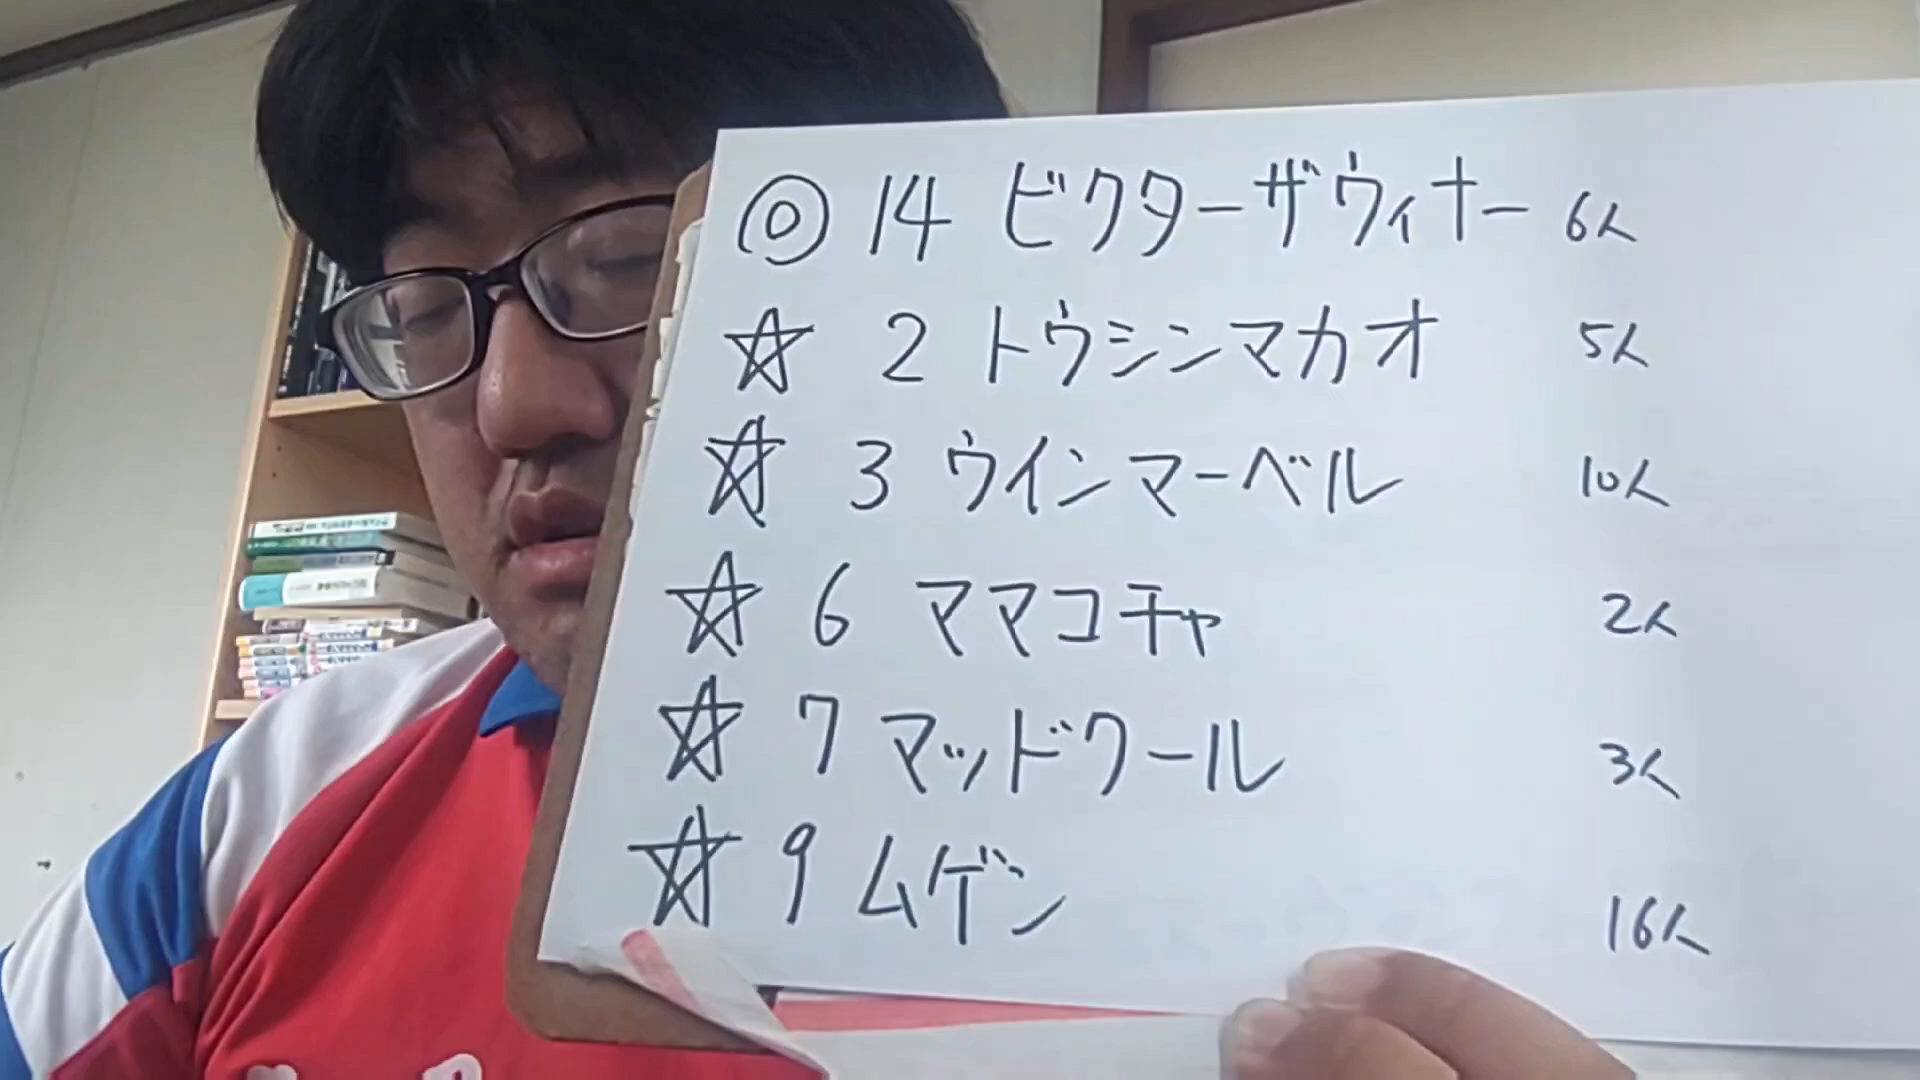 ◎ 14 ビクターザウィナー 6人
☆ 2 トウシンマカオ 5人
☆ 3 ウインマーベル 10人
☆ 6 ママコチャ 2人
☆ 7 マッドクール 3人
☆ 9 ムゲン 16人